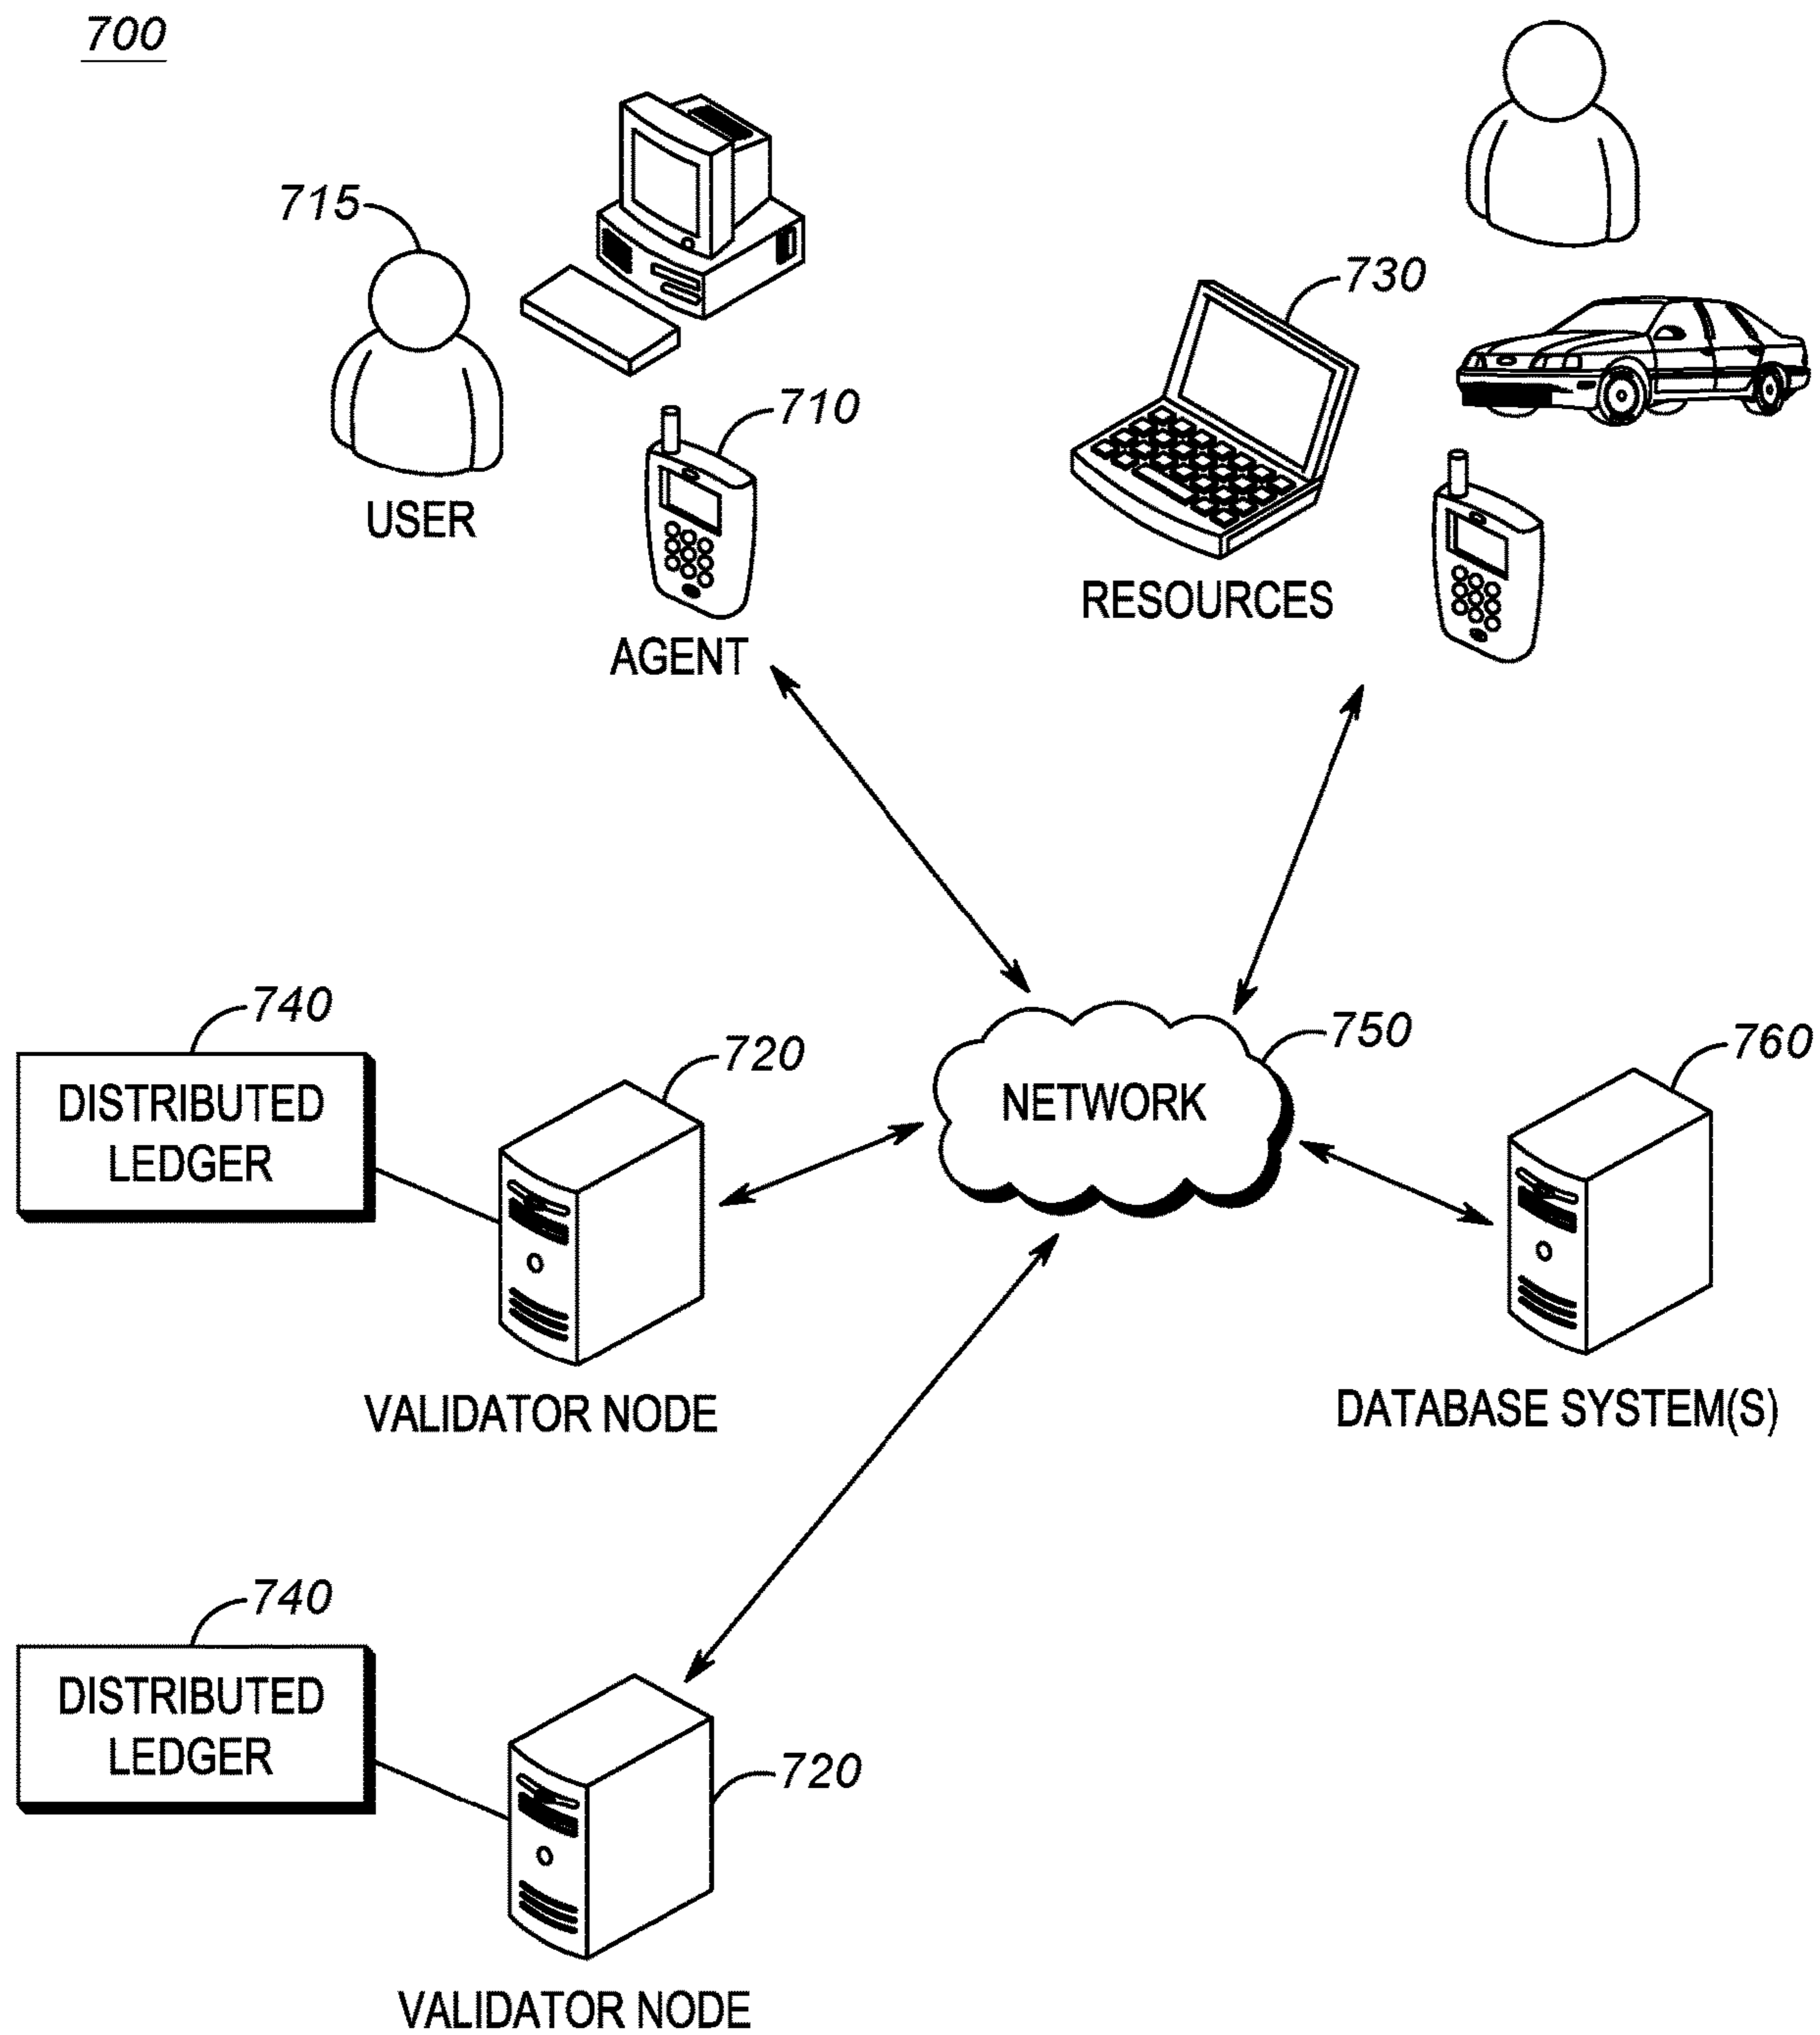 700
715
730
710
USER
RESOURCES
AGENT
740
720
750
760
DISTRIBUTED
LEDGER
NETWORK
VALIDATOR NODE
DATABASE SYSTEM(S)
740
DISTRIBUTED
LEDGER
720
VALIDATOR NODE